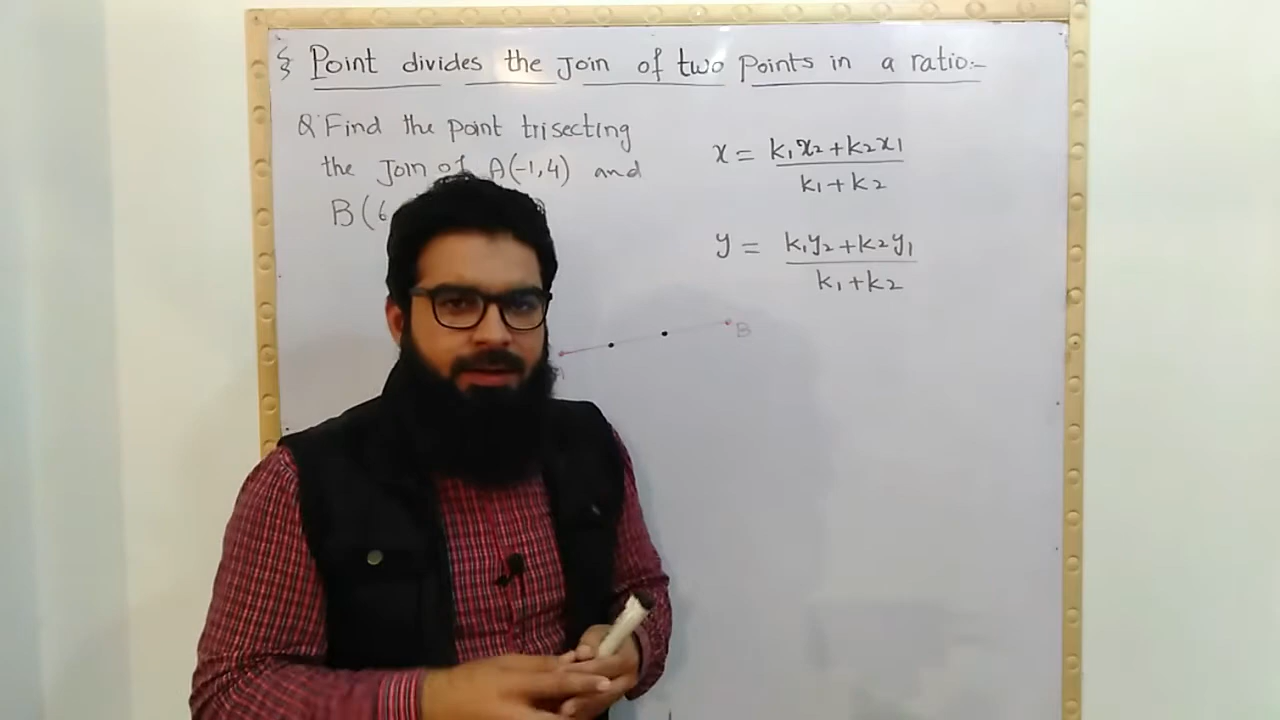 § Point divides the Join of two Points in a ratio:-
Q. Find the point trisecting
the Join of A(-1,4) and
B(6
x = k₁x₂+k₂x₁
k₁+k₂
y = k₁y₂+k₂y₁
k₁+k₂
B